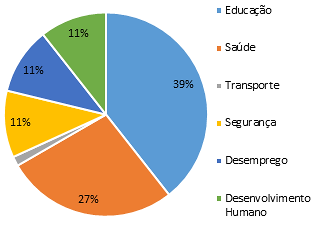 11%
11%
11%
27%
39%
Educação
Saúde
Transporte
Segurança
Desemprego
Desenvolvimento
Humano